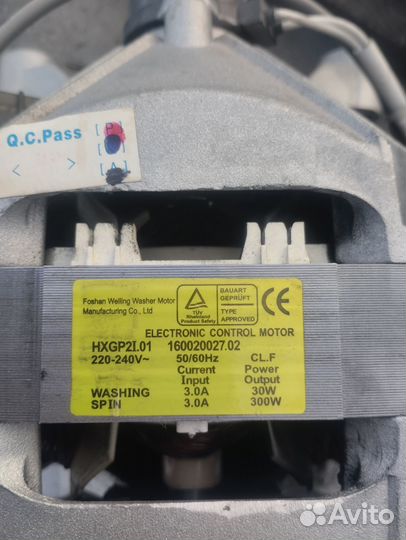 Q.C.Pass
[P]
[A]
< >
Foshan Welling Washer Motor
Manufacturing Co., Ltd
TÜV
Rheinland
Product Safety
BAUART
GEPRÜFT
TYPE
APPROVED
CE
ELECTRONIC CONTROL MOTOR
HXGP2I.01 160020027.02
220-240V~ 50/60Hz CL.F
Current Power
Input Output
WASHING 3.0A 30W
SPIN 3.0A 300W
Avito